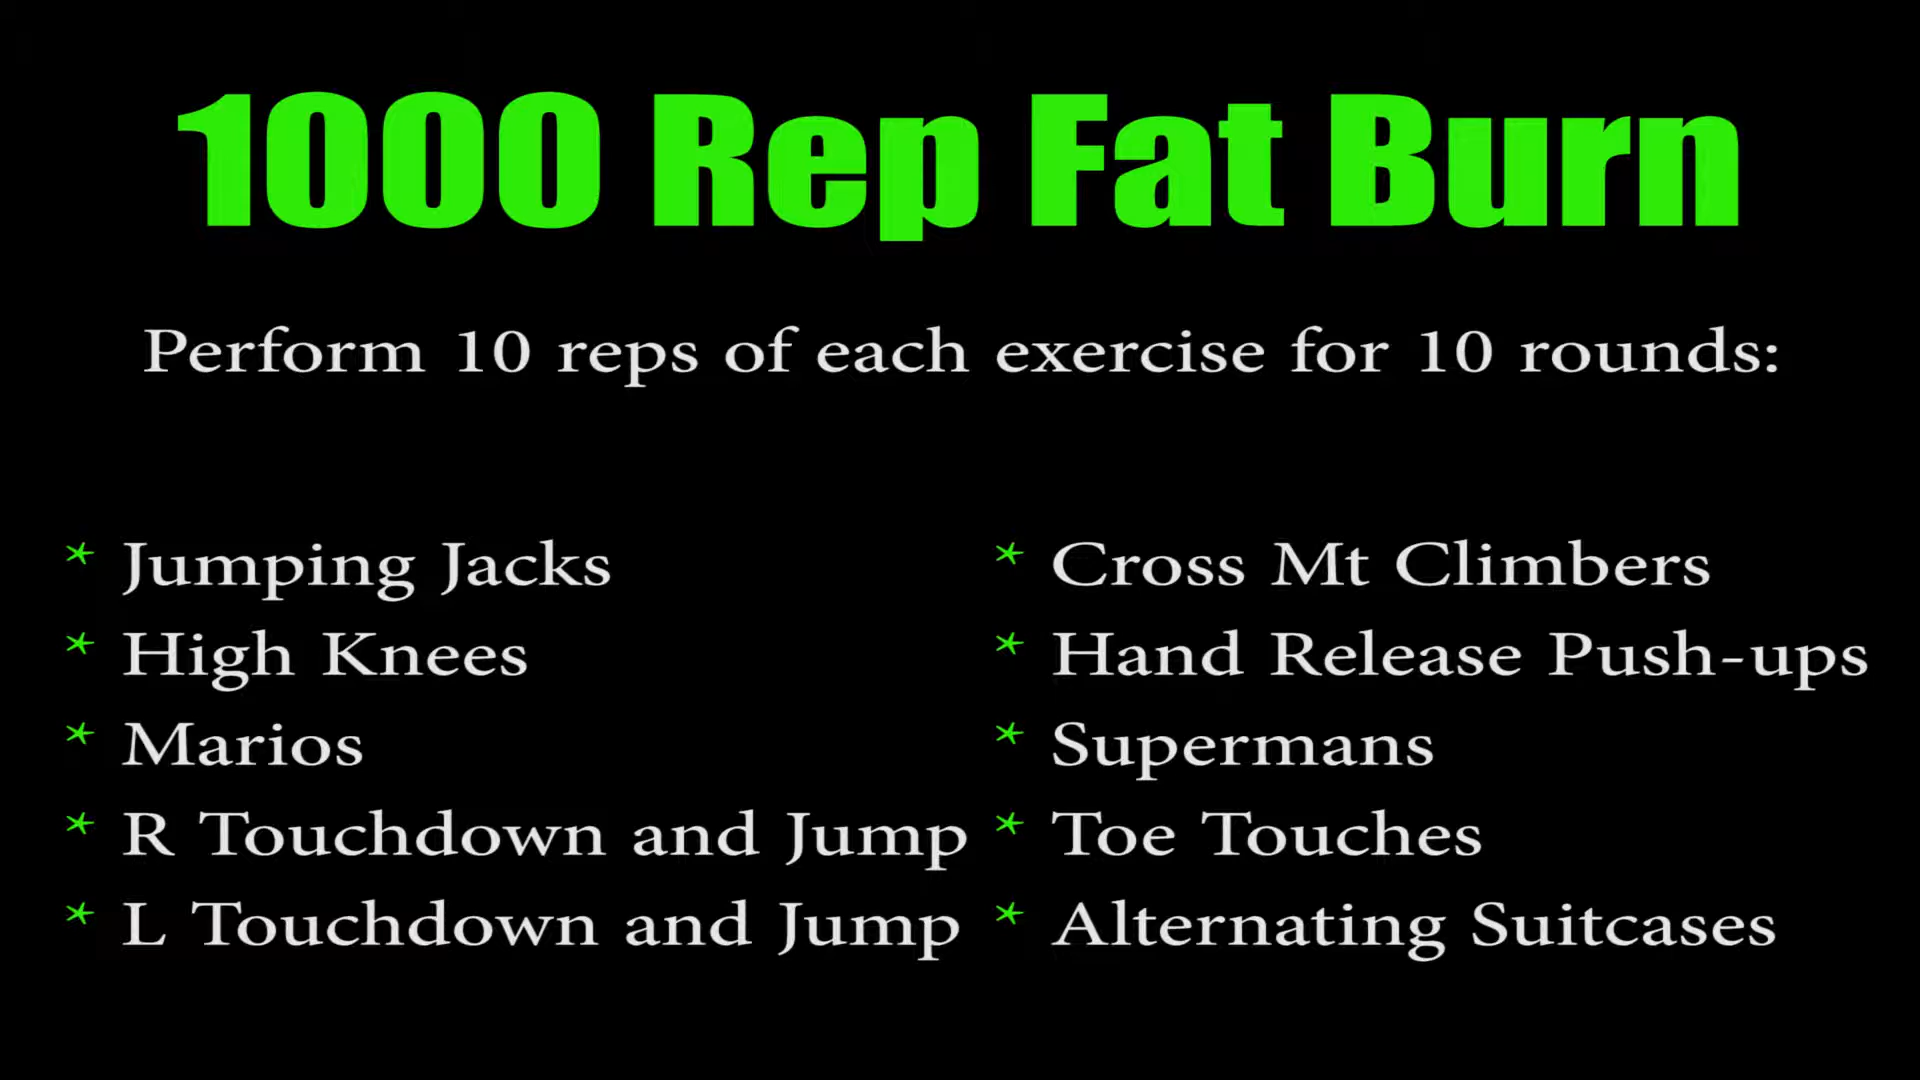 1000 Rep Fat Burn
Perform 10 reps of each exercise for 10 rounds:
* Jumping Jacks
* High Knees
* Marios
* R Touchdown and Jump
* L Touchdown and Jump
* Cross Mt Climbers
* Hand Release Push-ups
* Supermans
* Toe Touches
* Alternating Suitcases